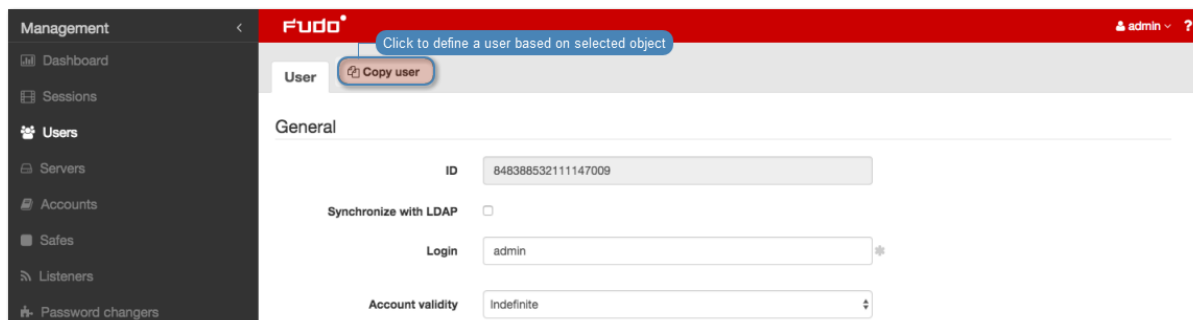 Management
Dashboard
Sessions
Users
Servers
Accounts
Safes
Listeners
Password changers
FUDO
admin ?
Click to define a user based on selected object
User Copy user
General
ID 848388532111147009
Synchronize with LDAP
Login admin
Account validity Indefinite